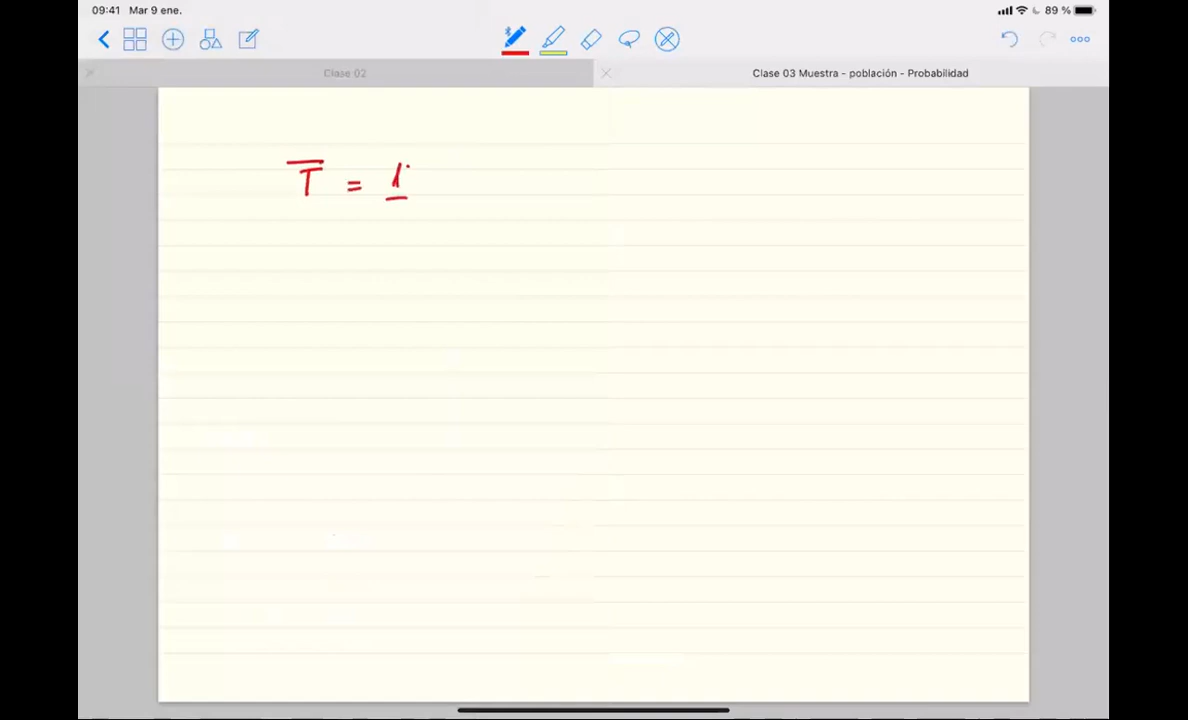 09:41 Mar 9 ene. 89 %
Clase 02
Clase 03 Muestra - población - Probabilidad
T̅ = 1